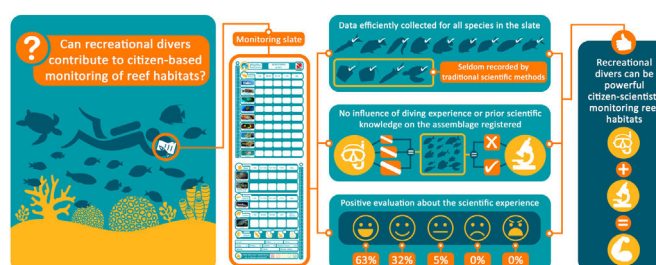 Can recreational divers
contribute to citizen-based
monitoring of reef habitats?
Monitoring slate
Data efficiently collected for all species in the slate
Seldom recorded by
traditional scientific methods
No influence of diving experience or prior scientific
knowledge on the assemblage registered
Positive evaluation about the scientific experience
63%
32%
5%
0%
0%
Recreational
divers can be
powerful
citizen-scientist
monitoring ree
habitats